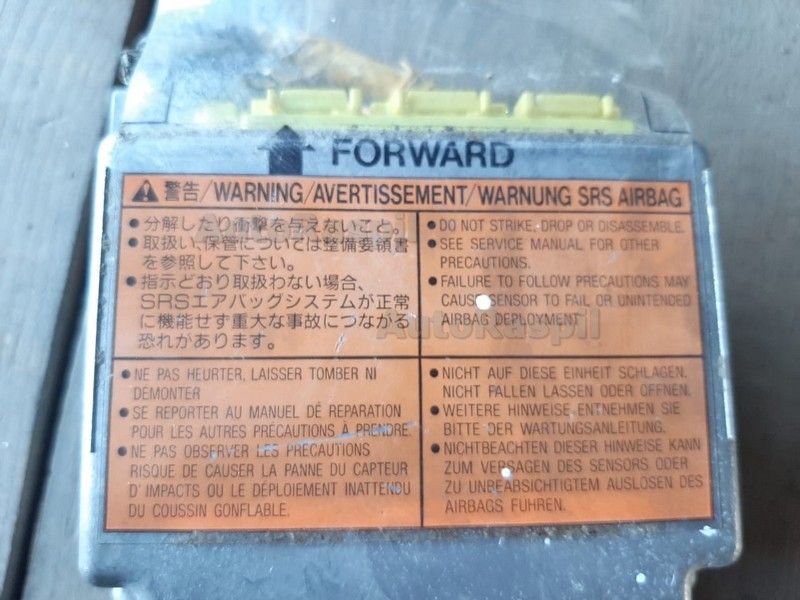 FORWARD
警告/WARNING/AVERTISSEMENT/WARNUNG SRS AIRBAG
● 分解したり衝撃を与えないこと。
● 取扱い、保管については整備要領書
を参照して下さい。
● 指示どおり取扱わない場合、
SRSエアバッグシステムが正常
に機能せず重大な事故につながる
恐れがあります。
● DO NOT STRIKE, DROP OR DISASSEMBLE.
● SEE SERVICE MANUAL FOR OTHER
PRECAUTIONS.
● FAILURE TO FOLLOW PRECAUTIONS MAY
CAUSE SENSOR TO FAIL OR UNINTENDED
AIRBAG DEPLOYMENT
● NE PAS HEURTER, LAISSER TOMBER NI
DÉMONTER
● SE REPORTER AU MANUEL DE RÉPARATION
POUR LES AUTRES PRÉCAUTIONS À PRENDRE.
● NE PAS OBSERVER LES PRÉCAUTIONS
RISQUE DE CAUSER LA PANNE DU CAPTEUR
D'IMPACTS OU LE DÉPLOIEMENT INATTENDU
DU COUSSIN GONFLABLE.
● NICHT AUF DIESE EINHEIT SCHLAGEN.
NICHT FALLEN LASSEN ODER ÖFFNEN.
● WEITERE HINWEISE ENTNEHMEN SIE
BITTE DER WARTUNGSANLEITUNG.
● NICHTBEACHTEN DIESER HINWEISE KANN
ZUM VERSAGEN DES SENSORS ODER
ZU UNBEABSICHTIGTEM AUSLÖSEN DES
AIRBAGS FÜHREN.
AutoKaspil